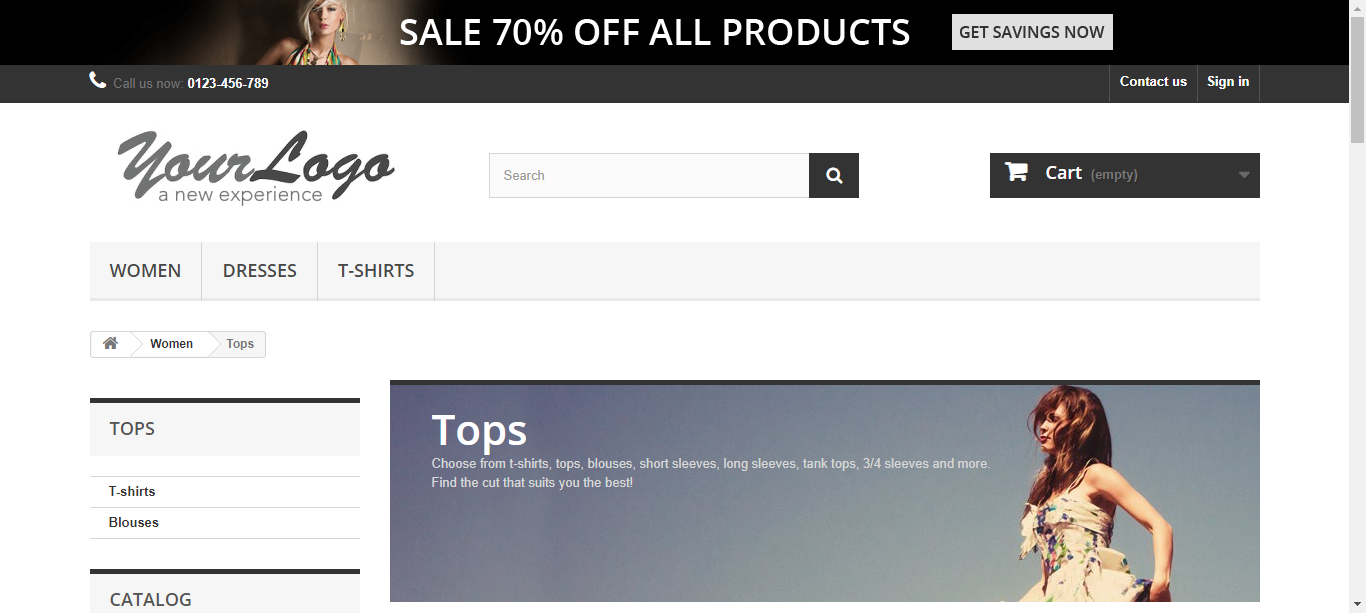 SALE 70% OFF ALL PRODUCTS GET SAVINGS NOW
Call us now: 0123-456-789 Contact us Sign in
YourLogo
a new experience
Search Cart (empty)
WOMEN DRESSES T-SHIRTS
Women Tops
TOPS
T-shirts
Blouses
CATALOG
Tops
Choose from t-shirts, tops, blouses, short sleeves, long sleeves, tank tops, 3/4 sleeves and more.
Find the cut that suits you the best!